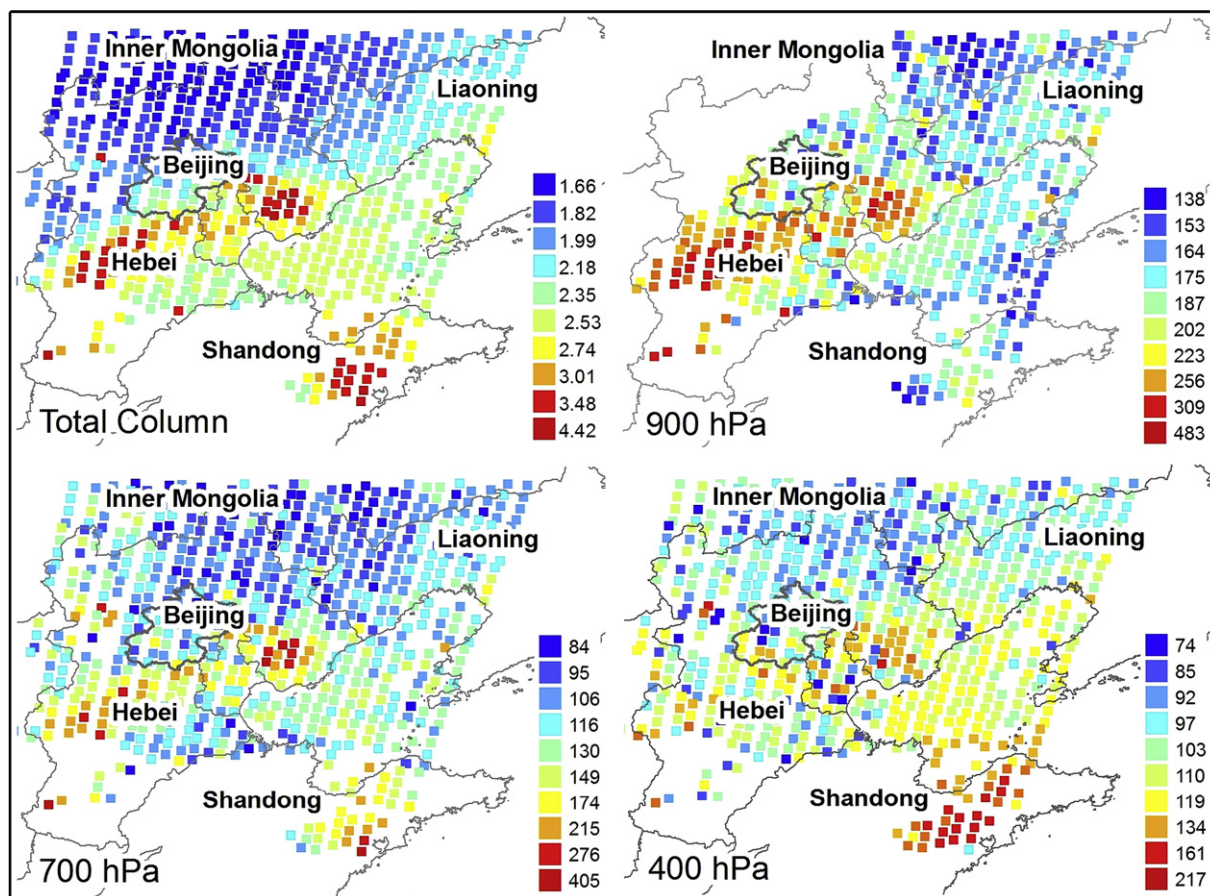 Inner Mongolia
Liaoning
Beijing
Hebei
Shandong
Total Column
1.66
1.82
1.99
2.18
2.35
2.53
2.74
3.01
3.48
4.42
Inner Mongolia
Liaoning
Beijing
Hebei
Shandong
900 hPa
138
153
164
175
187
202
223
256
309
483
Inner Mongolia
Liaoning
Beijing
Hebei
Shandong
700 hPa
84
95
106
116
130
149
174
215
276
405
Inner Mongolia
Liaoning
Beijing
Hebei
Shandong
400 hPa
74
85
92
97
103
110
119
134
161
217